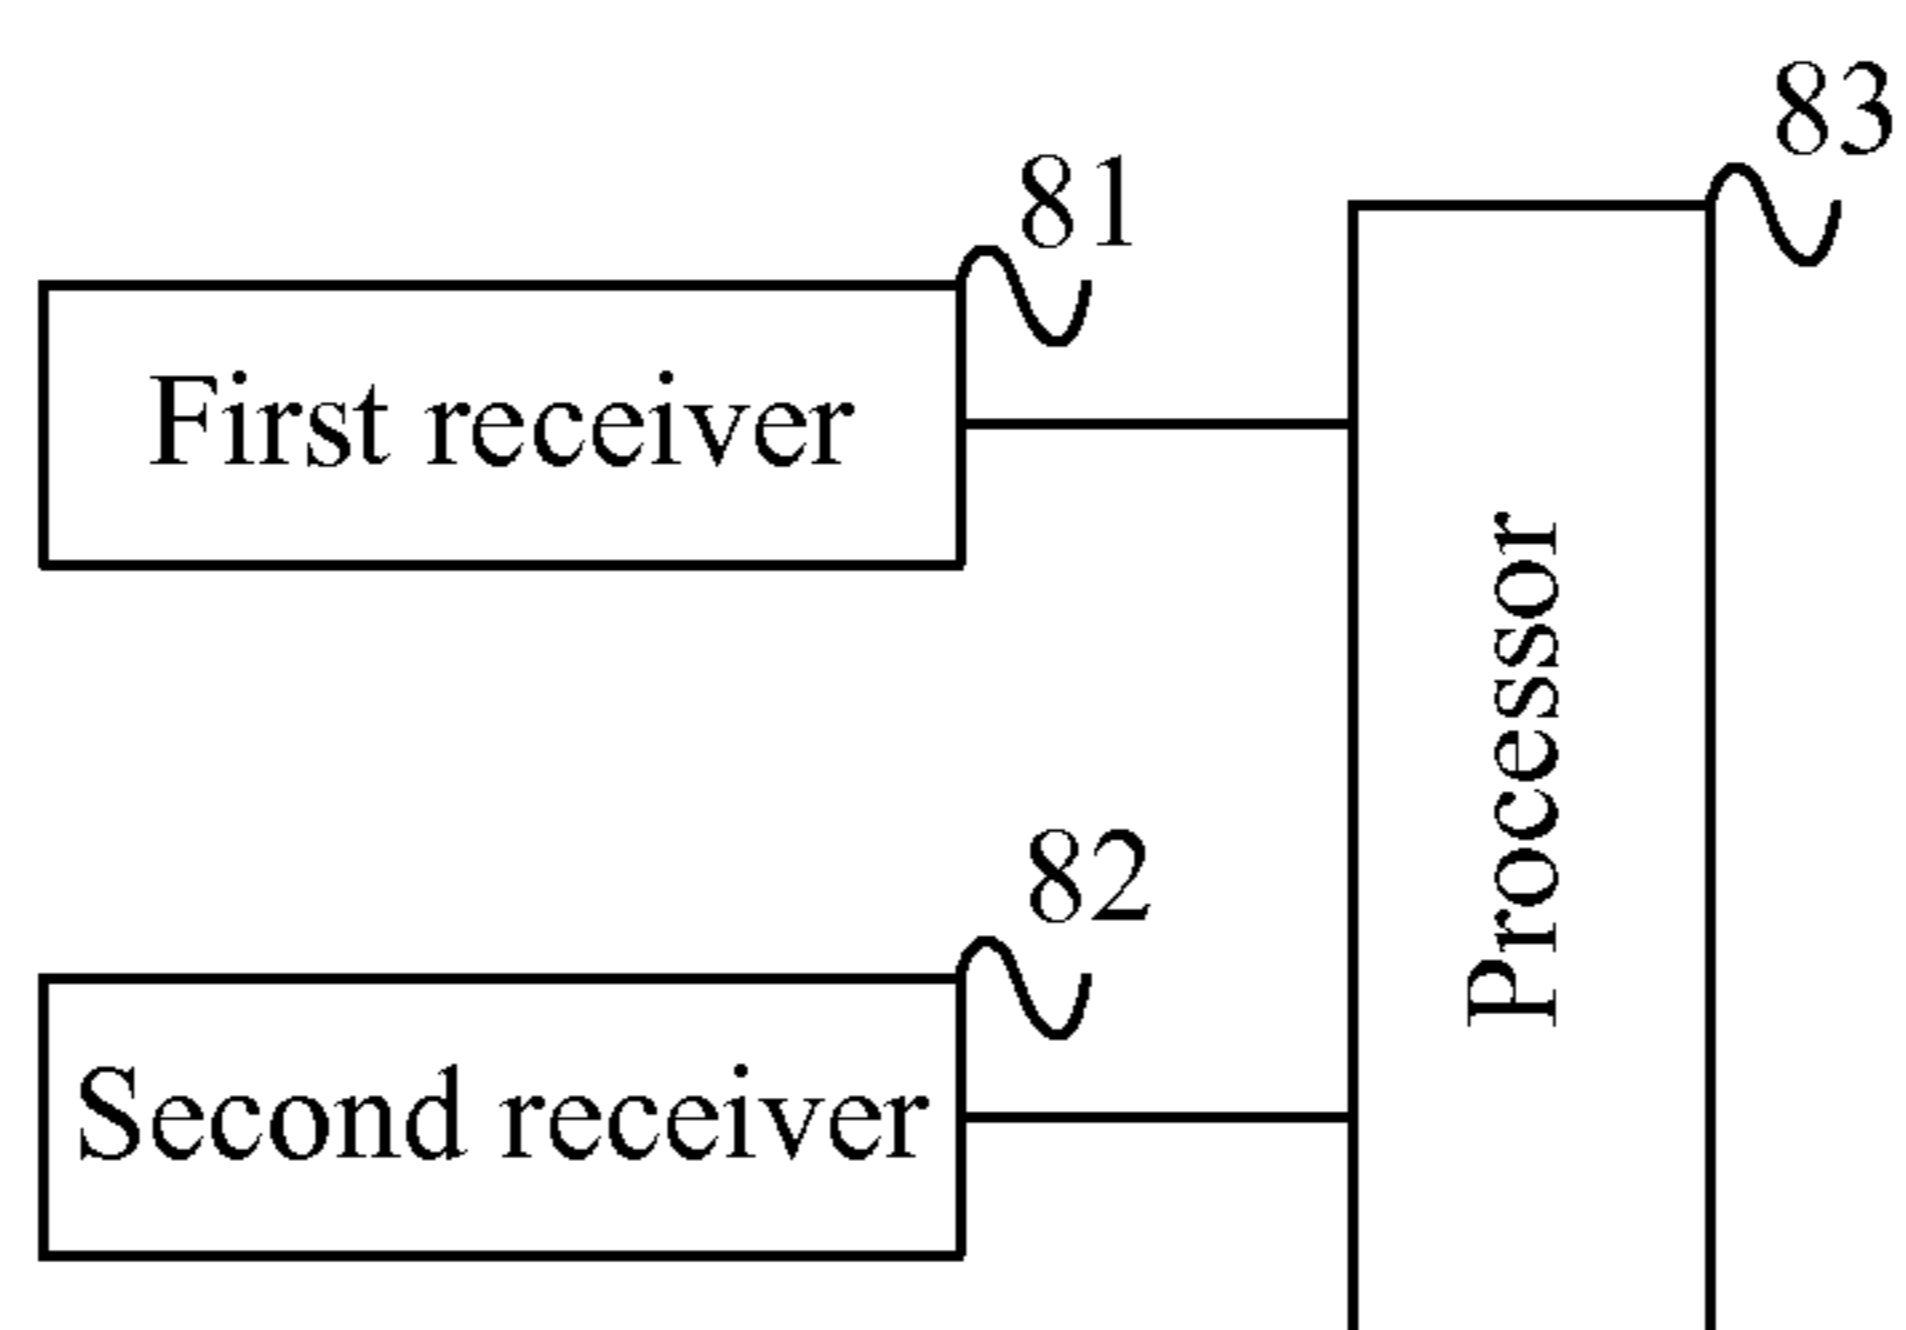 83
81
First receiver
Processor
82
Second receiver